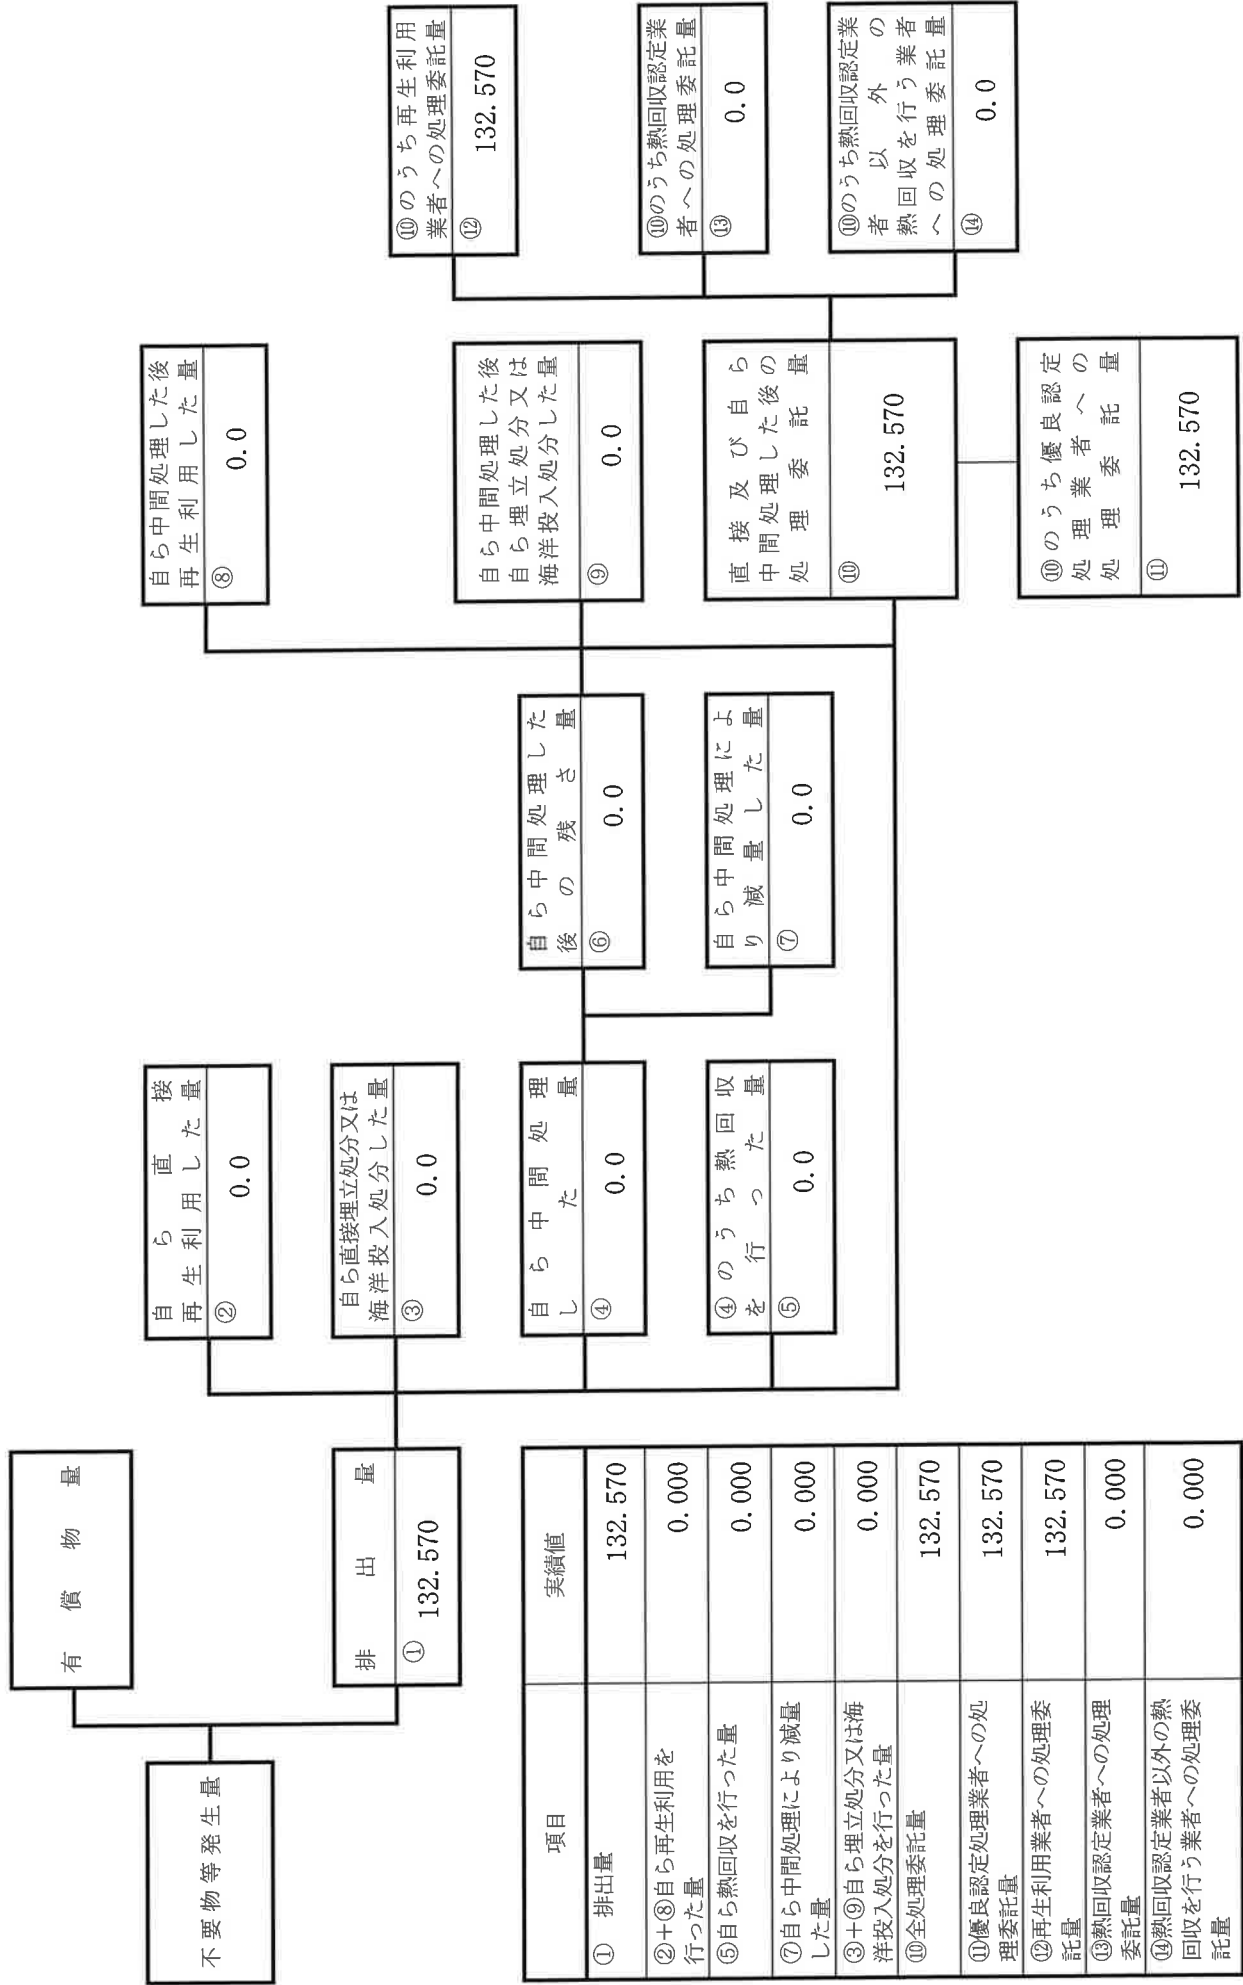 不要物等発生量
有償物量
排出量
① 132.570
自ら直接
再生利用した量
② 0.0
自ら直接埋立処分又は
海洋投入処分した量
③ 0.0
自ら中間処理
した量
④ 0.0
④のうち熱回収
を行った量
⑤ 0.0
自ら中間処理した
後の残さ量
⑥ 0.0
自ら中間処理によ
り減量した量
⑦ 0.0
自ら中間処理した後
再生利用した量
⑧ 0.0
自ら中間処理した後
自ら埋立処分又は
海洋投入処分した量
⑨ 0.0
直接及び自ら
中間処理した後の
処理委託量
⑩ 132.570
⑩のうち優良認定
処理業者への
処理委託量
⑪ 132.570
⑩のうち再生利用
業者への処理委託量
⑫ 132.570
⑩のうち熱回収認定業
者への処理委託量
⑬ 0.0
⑩のうち熱回収認定業
者以外の
熱回収を行う業者
への処理委託量
⑭ 0.0
項目 実績値
① 排出量 132.570
②+⑧自ら再生利用を
行った量 0.000
⑤自ら熱回収を行った量 0.000
⑦自ら中間処理により減量
した量 0.000
③+⑨自ら埋立処分又は海
洋投入処分を行った量 0.000
⑩全処理委託量 132.570
⑪優良認定処理業者への処
理委託量 132.570
⑫再生利用業者への処理委
託量 132.570
⑬熱回収認定業者への処理
委託量 0.000
⑭熱回収認定業者以外の熱
回収を行う業者への処理委
託量 0.000